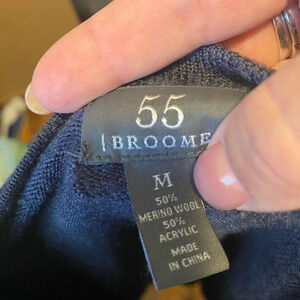 55
| BROOME
M
50%
MERINO WOOL
50%
ACRYLIC
MADE
IN CHINA